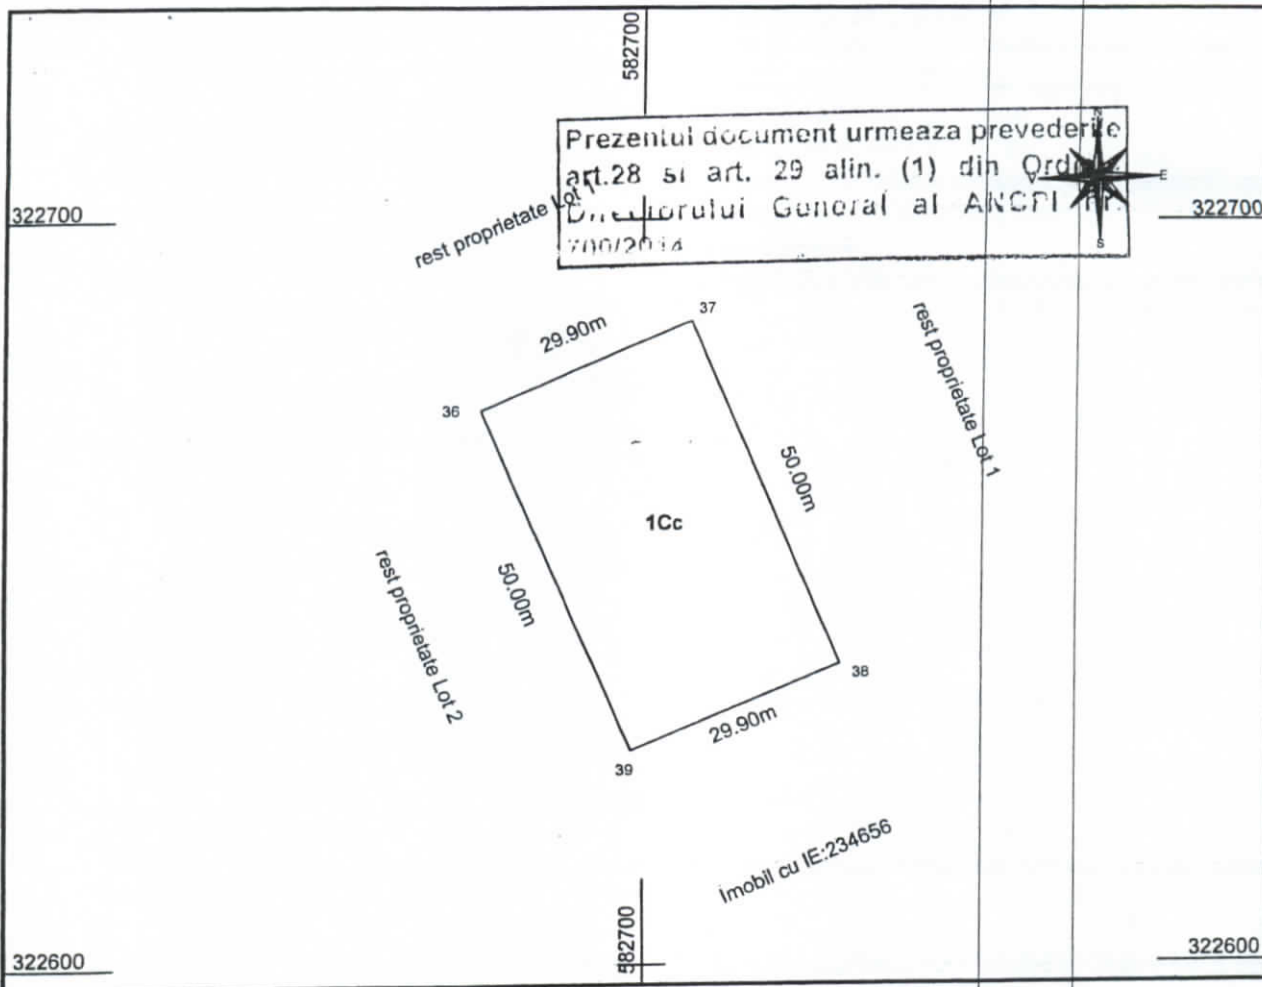 582700
Prezentul document urmeaza prevederile
art.28 si art. 29 alin. (1) din
Directorului General al ANCPI nr.
700/2014
N
V
E
S
322700
322700
rest proprietate Lot 1
37
29.90m
rest proprietate Lot 1
36
50.00m
1Cc
rest proprietate Lot 2
50.00m
38
29.90m
39
Imobil cu IE:234656
582700
322600
322600